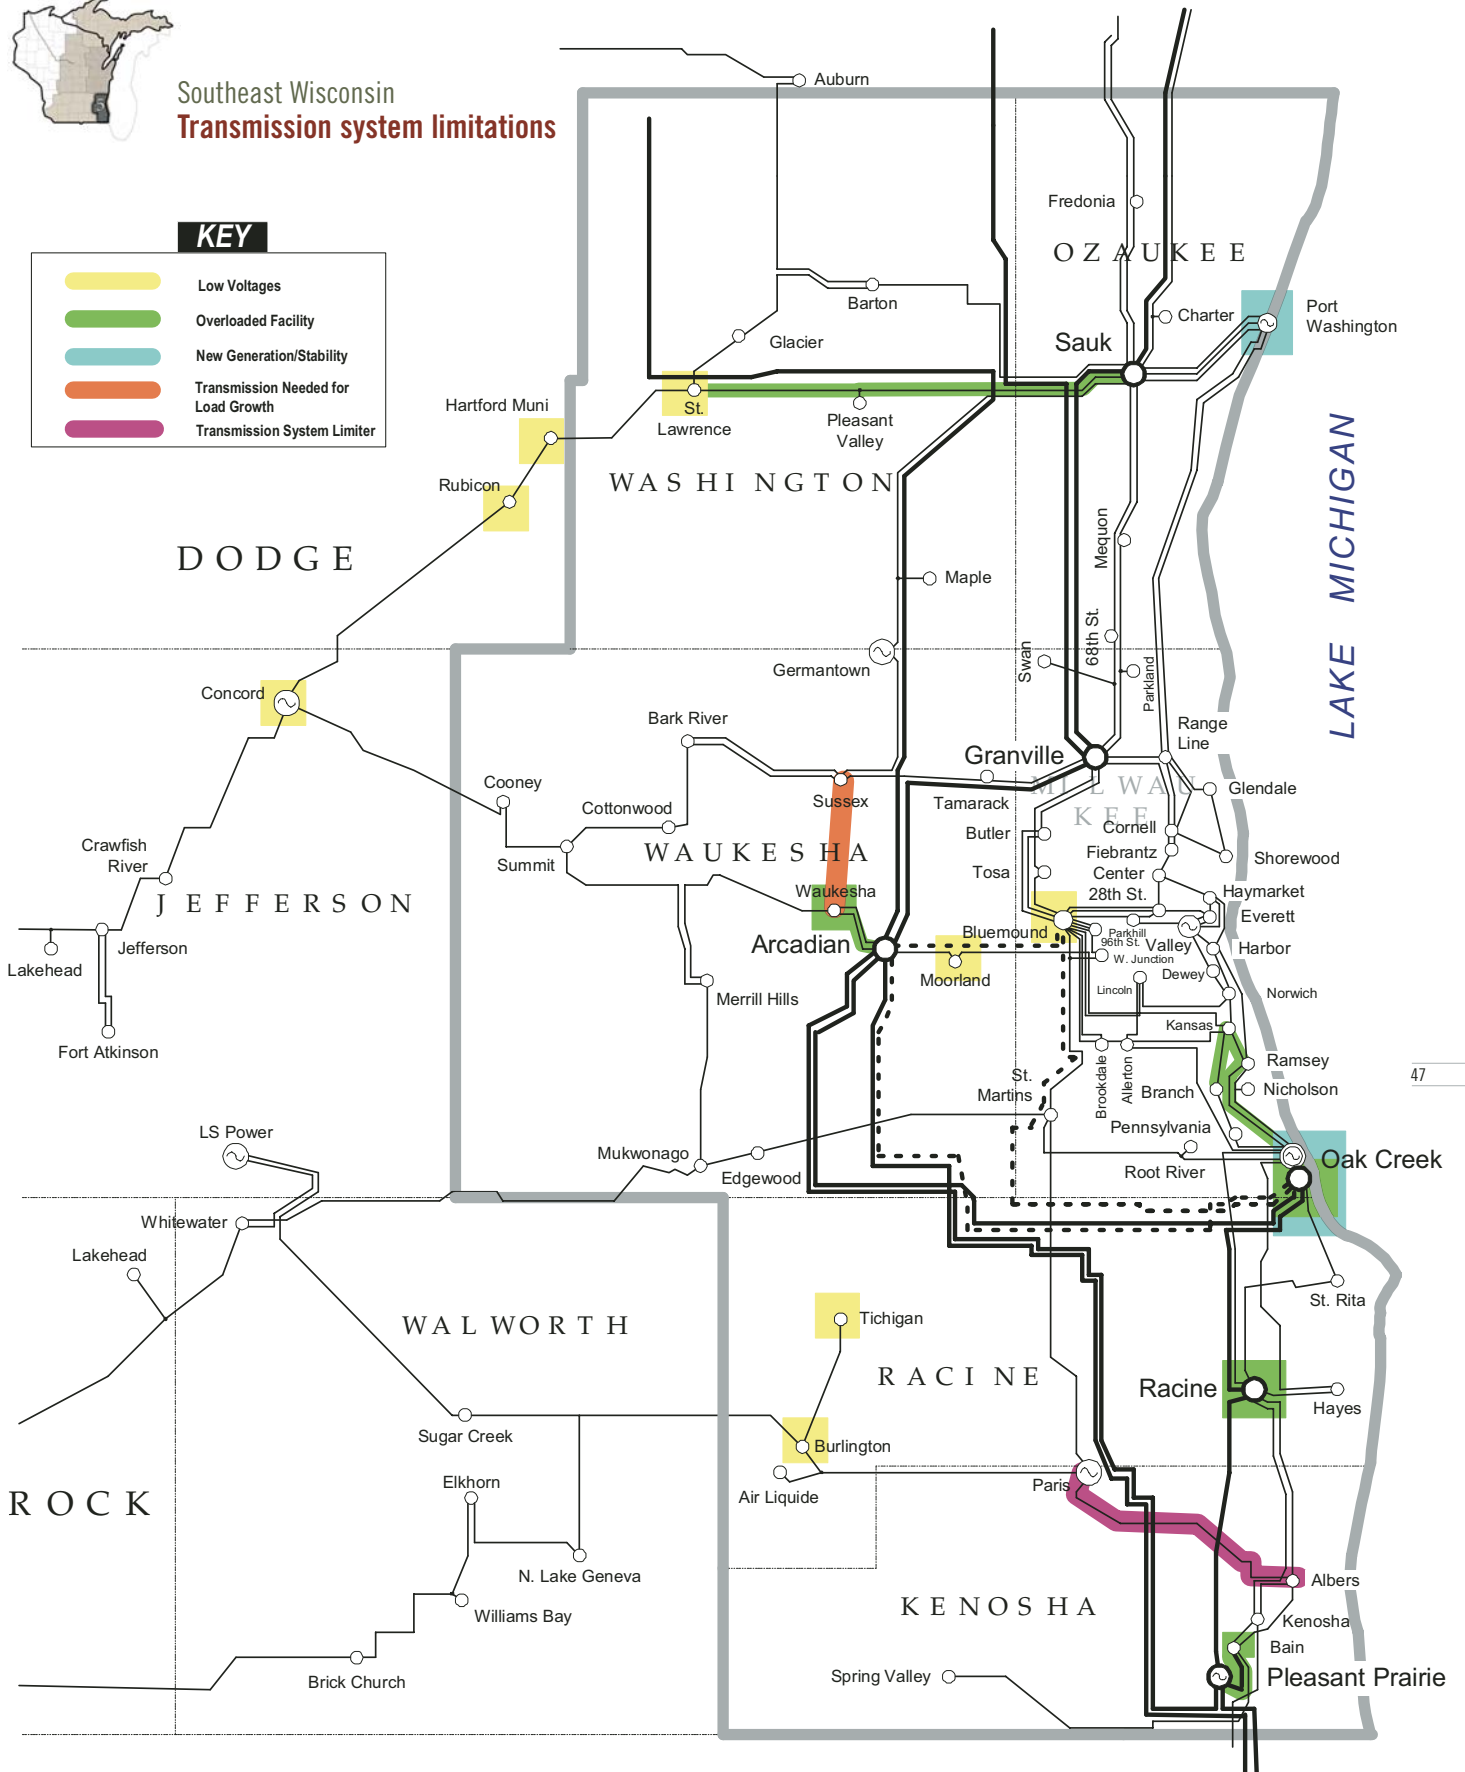 Southeast Wisconsin
Transmission system limitations
5
KEY
Low Voltages
Overloaded Facility
New Generation/Stability
Transmission Needed for
Load Growth
Transmission System Limiter
Auburn
Fredonia
OZAUKEE
Barton
Charter
Port
Washington
Glacier
Sauk
Hartford Muni
St.
Lawrence
Pleasant
Valley
LAKE MICHIGAN
Rubicon
WASHINGTON
DODGE
Mequon
Maple
68th St.
Swan
Germantown
Parkland
Concord
Bark River
Range
Line
Granville
Cooney
Sussex
MILWAU
KEE
Glendale
Cottonwood
Tamarack
Butler
Cornell
Crawfish
River
Summit
WAUKESHA
Fiebrantz
Shorewood
Tosa
Center
Waukesha
28th St.
Haymarket
JEFFERSON
Everett
Bluemound
Parkhill
Arcadian
96th St.
Valley
Harbor
Jefferson
W. Junction
Lakehead
Moorland
Dewey
Lincoln
Norwich
Merrill Hills
Kansas
Fort Atkinson
Ramsey
47
St.
Martins
Brookdale
Allerton
Branch
Nicholson
LS Power
Pennsylvania
Mukwonago
Edgewood
Root River
Oak Creek
Whitewater
Lakehead
St. Rita
WALWORTH
Tichigan
RACINE
Racine
Hayes
Sugar Creek
Burlington
Elkhorn
Paris
Air Liquide
ROCK
N. Lake Geneva
Albers
Williams Bay
KENOSHA
Kenosha
Bain
Brick Church
Spring Valley
Pleasant Prairie